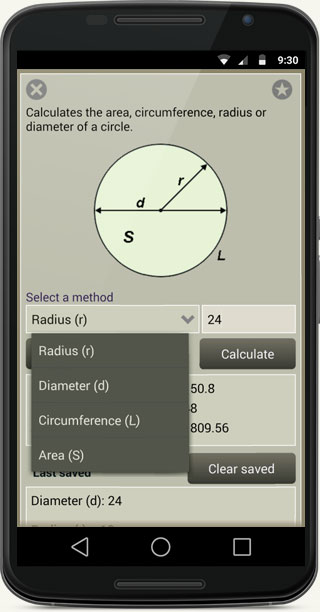 9:30
Calculates the area, circumference, radius or
diameter of a circle.
r
d
S
L
Select a method
Radius (r) 24
Radius (r)
Calculate
Diameter (d)
50.8
Circumference (L)
8
809.56
Area (S)
Last saved
Clear saved
Diameter (d): 24